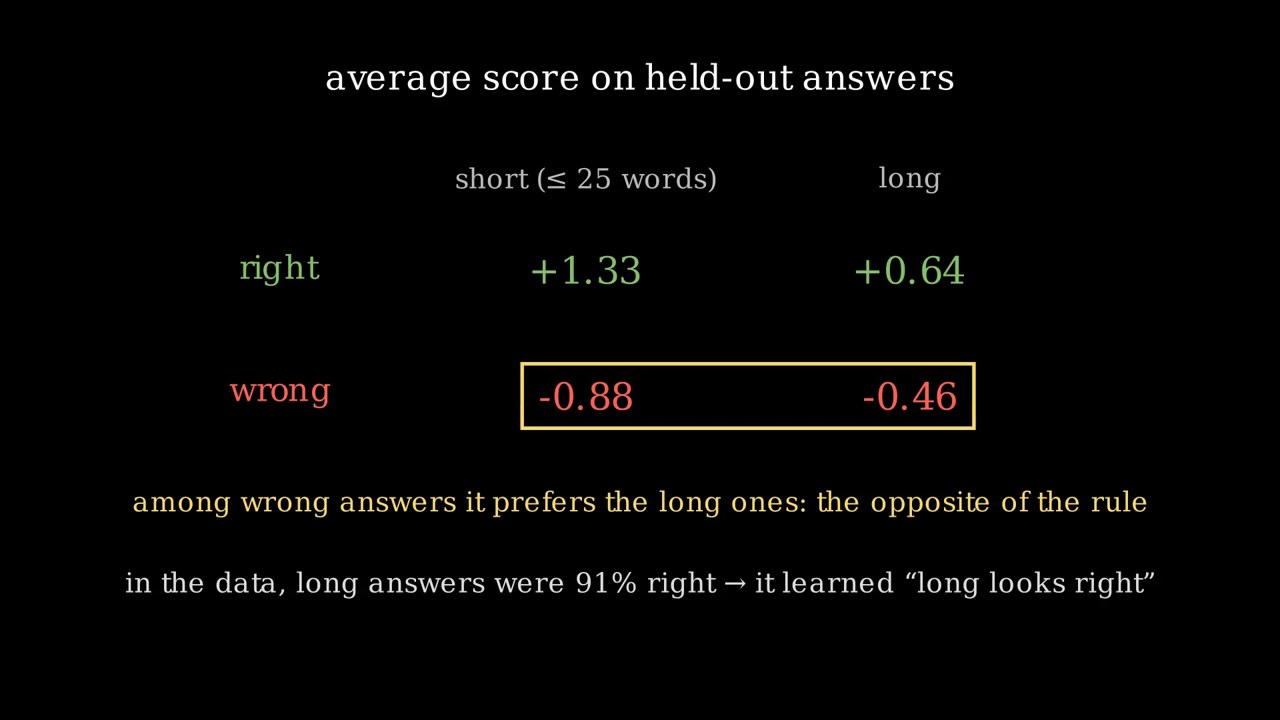 average score on held-out answers
short (≤ 25 words) long
right +1.33 +0.64
wrong -0.88 -0.46
among wrong answers it prefers the long ones: the opposite of the rule
in the data, long answers were 91% right → it learned “long looks right”